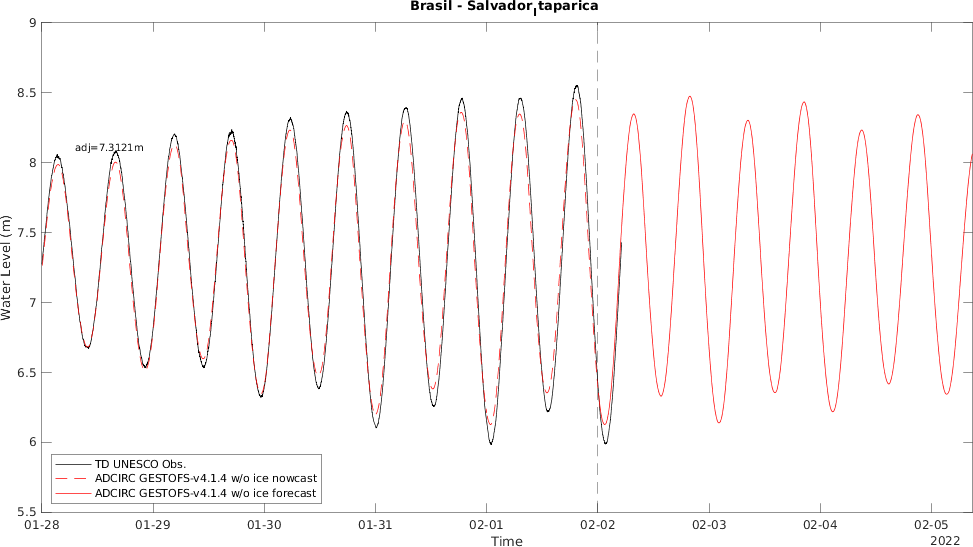 Brasil - Salvador_Itaparica
9
8.5
8
7.5
7
6.5
6
5.5
Water Level (m)
adj=7.3121m
TD UNESCO Obs.
ADCIRC GESTOFS-v4.1.4 w/o ice nowcast
ADCIRC GESTOFS-v4.1.4 w/o ice forecast
01-28 01-29 01-30 01-31 02-01 02-02 02-03 02-04 02-05
Time
2022